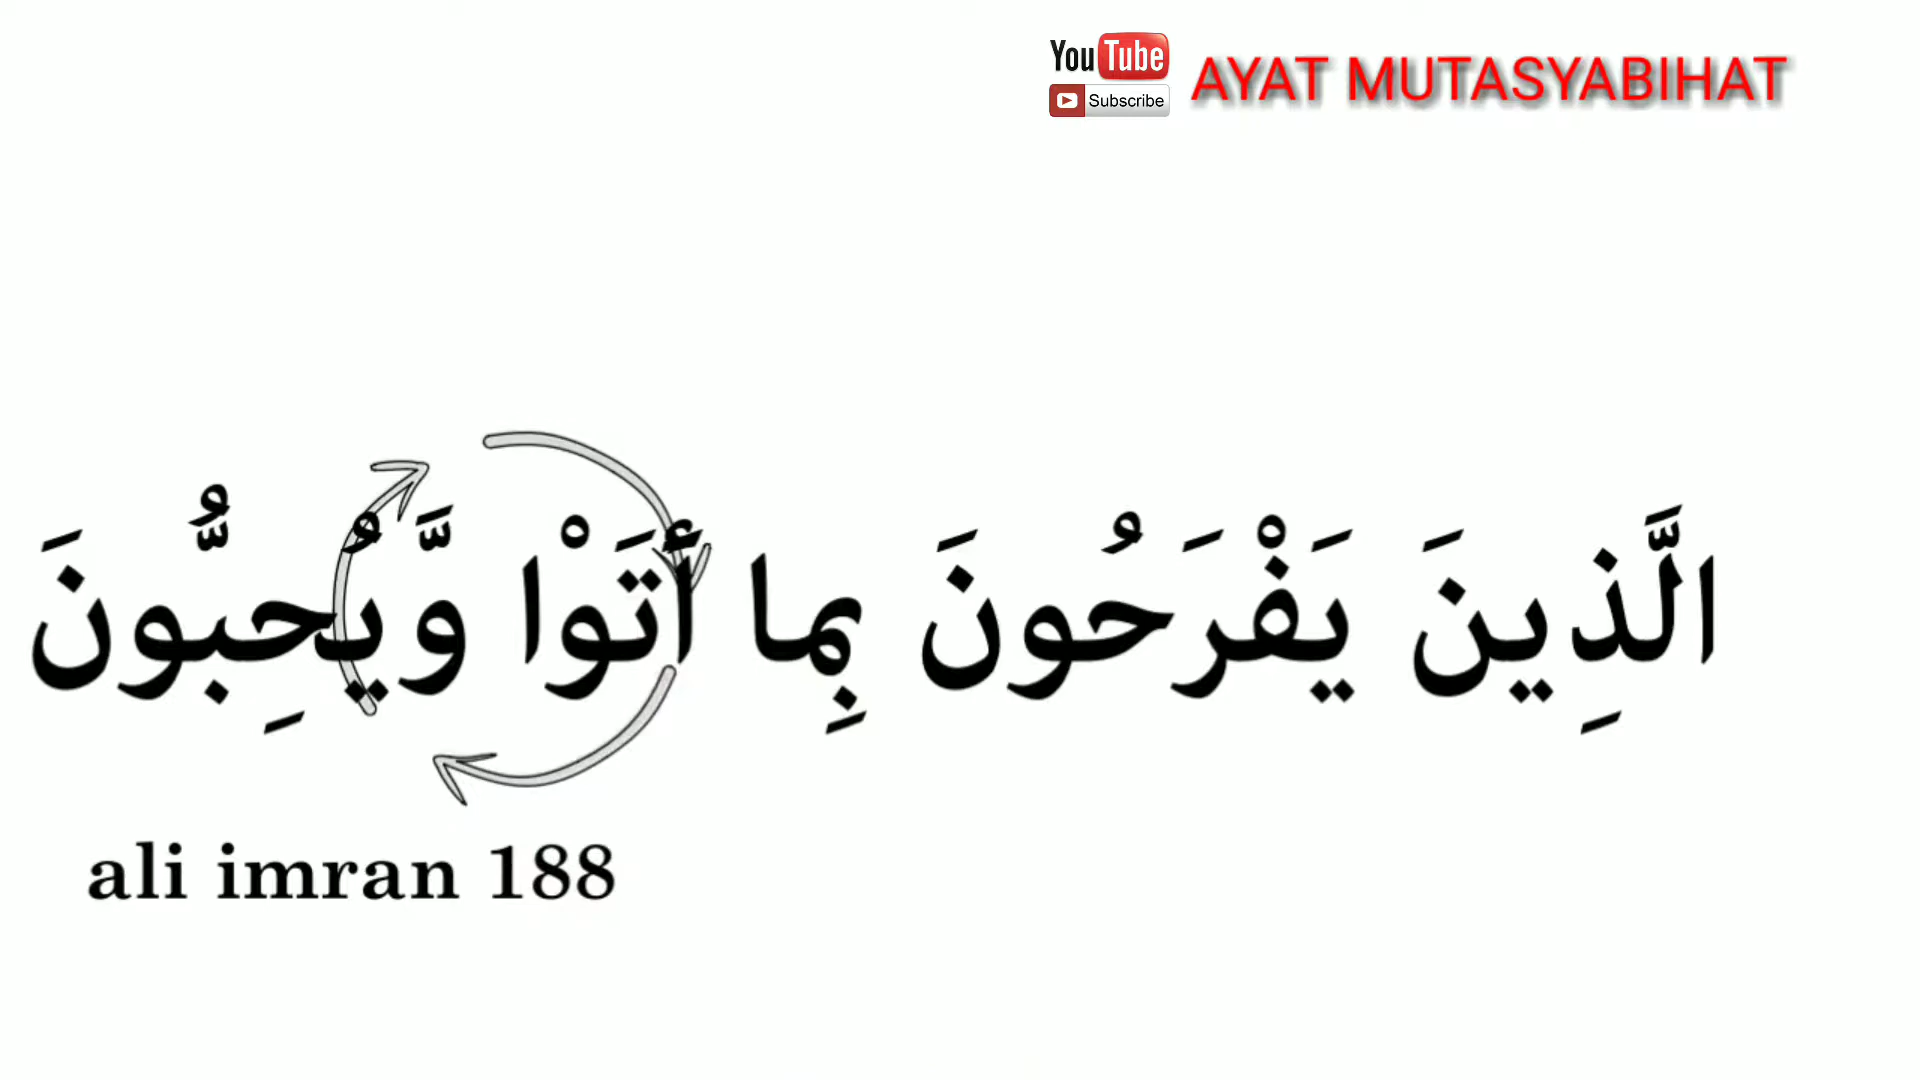 YouTube
Subscribe
AYAT MUTASYABIHAT
الَّذِينَ يَفْرَحُونَ بِمَا أَتَوْا وَّيُحِبُّونَ
ali imran 188